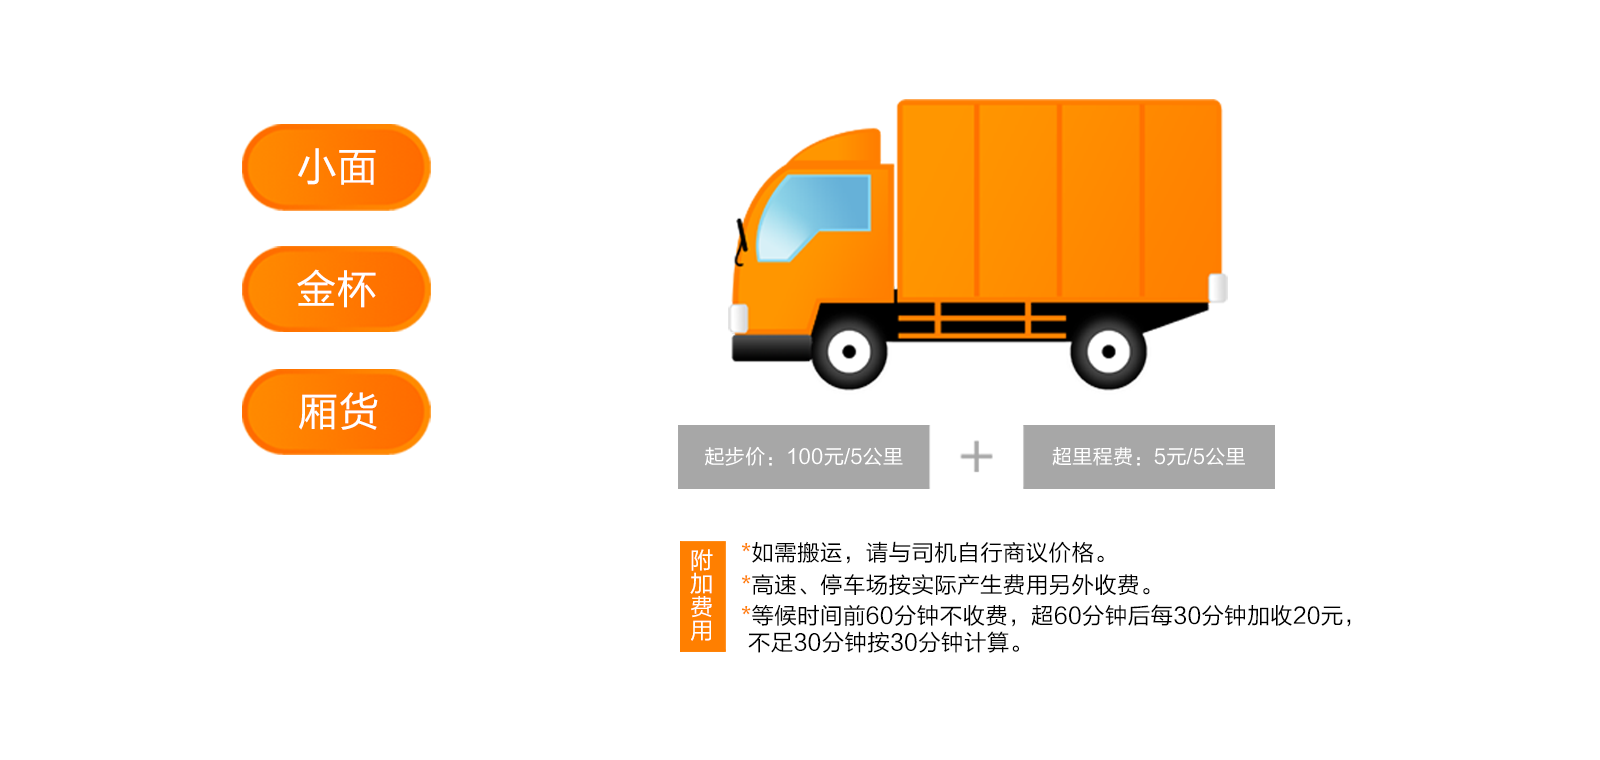 小面
金杯
厢货
起步价：100元/5公里
+
超里程费：5元/5公里
附加费用
*如需搬运，请与司机自行商议价格。
*高速、停车场按实际产生费用另外收费。
*等候时间前60分钟不收费，超60分钟后每30分钟加收20元，
不足30分钟按30分钟计算。